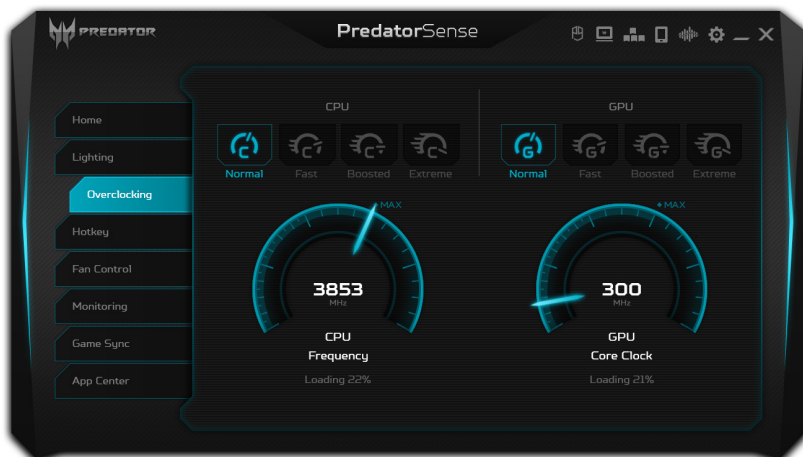 PREDATOR
PredatorSense
Home
Lighting
Overclocking
Hotkey
Fan Control
Monitoring
Game Sync
App Center
CPU
Normal
Fast
Boosted
Extreme
MAX
3853
MHz
CPU
Frequency
Loading 22%
GPU
Normal
Fast
Boosted
Extreme
MAX
300
MHz
GPU
Core Clock
Loading 21%